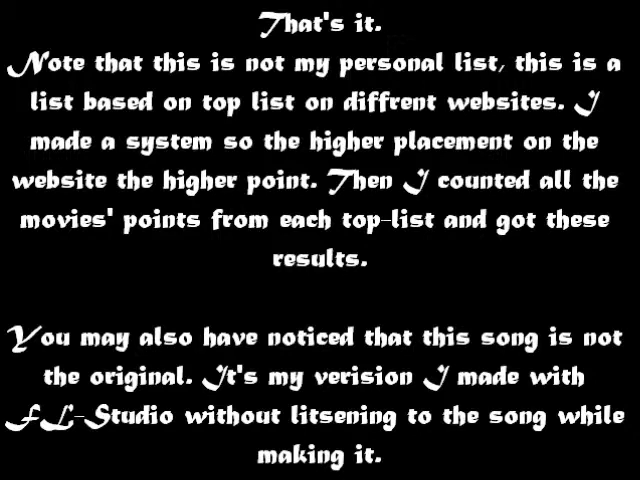 That's it.
Note that this is not my personal list, this is a
list based on top list on diffrent websites. I
made a system so the higher placement on the
website the higher point. Then I counted all the
movies' points from each top-list and got these
results.
You may also have noticed that this song is not
the original. It's my verision I made with
FL-Studio without litsening to the song while
making it.